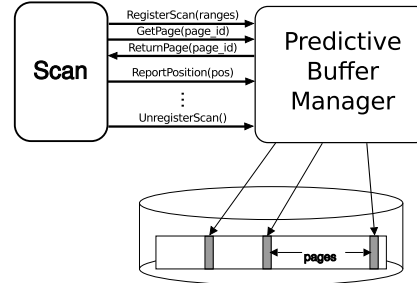 RegisterScan(ranges)
GetPage(page_id)
ReturnPage(page_id)
ReportPosition(pos)
UnregisterScan()
Scan
Predictive
Buffer
Manager
pages